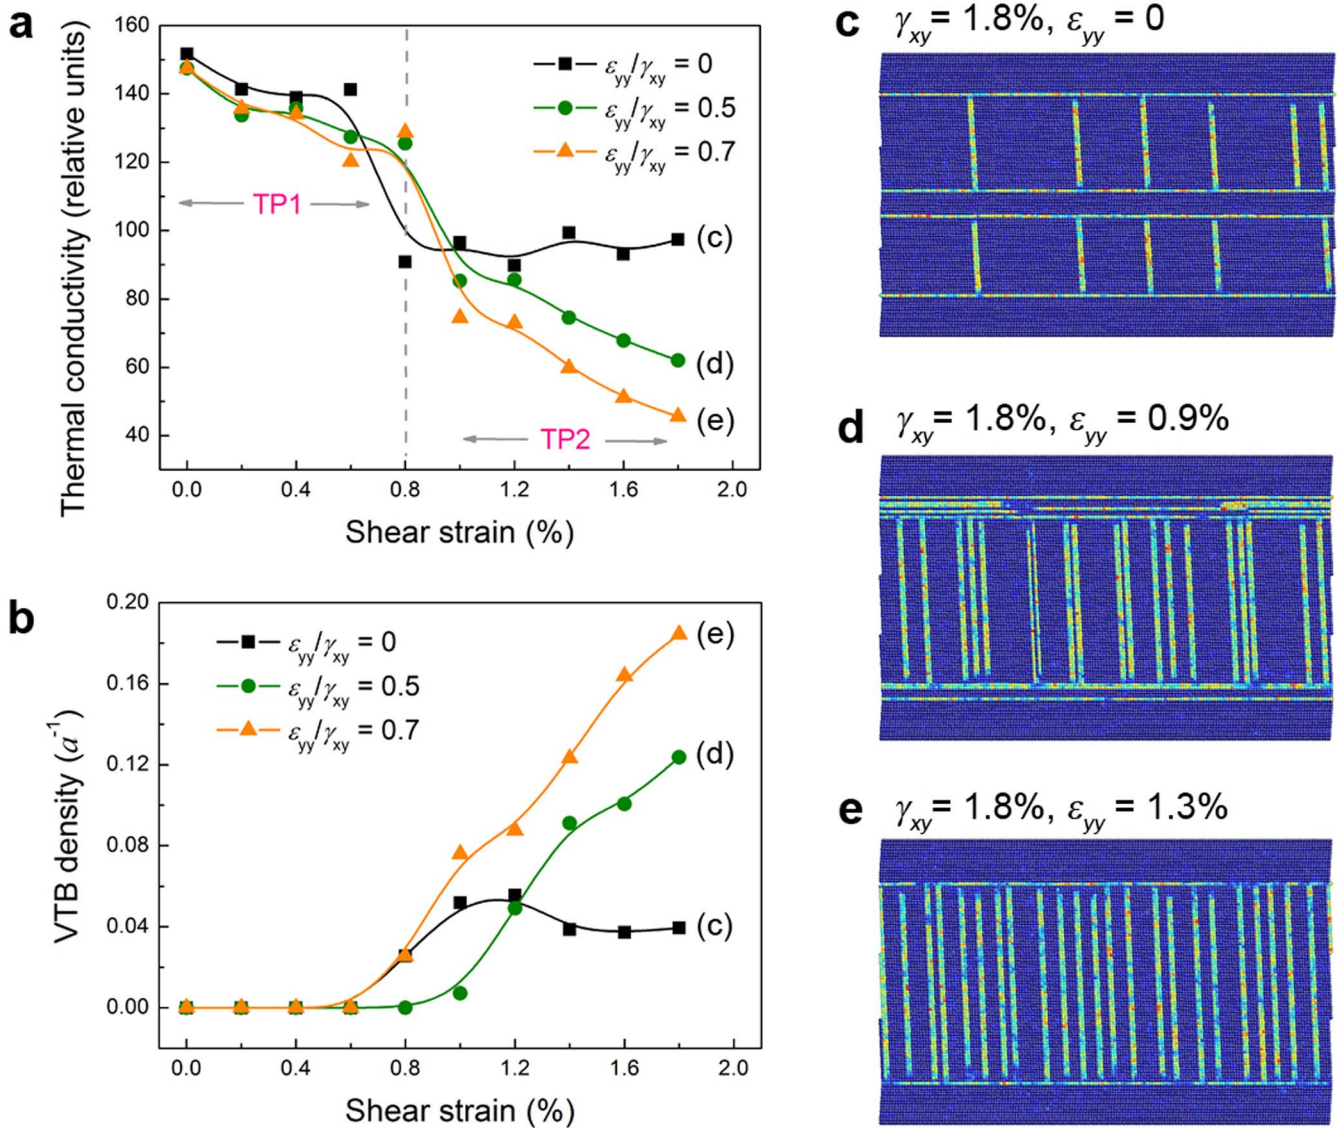 a
Thermal conductivity (relative units)
160
140
120
100
80
60
40
εyy/γxy = 0
εyy/γxy = 0.5
εyy/γxy = 0.7
TP1
TP2
(c)
(d)
(e)
0.0 0.4 0.8 1.2 1.6 2.0
Shear strain (%)
b
VTB density (a⁻¹)
0.20
0.16
0.12
0.08
0.04
0.00
εyy/γxy = 0
εyy/γxy = 0.5
εyy/γxy = 0.7
(e)
(d)
(c)
0.0 0.4 0.8 1.2 1.6 2.0
Shear strain (%)
c γxy= 1.8%, εyy = 0
d γxy= 1.8%, εyy = 0.9%
e γxy= 1.8%, εyy = 1.3%